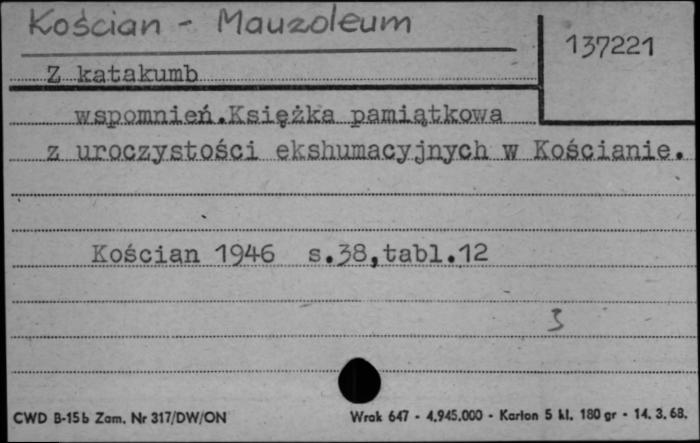 Kościan - Mauzoleum
137221
Z katakumb
wspomnień.Książka pamiątkowa
z uroczystości ekshumacyjnych w Kościanie.
Kościan 1946 s.38,tabl.12
3
CWD B-15b Zam. Nr 317/DW/ON Wrak 647 - 4.945.000 - Karton 5 kl. 180 gr - 14. 3. 68.